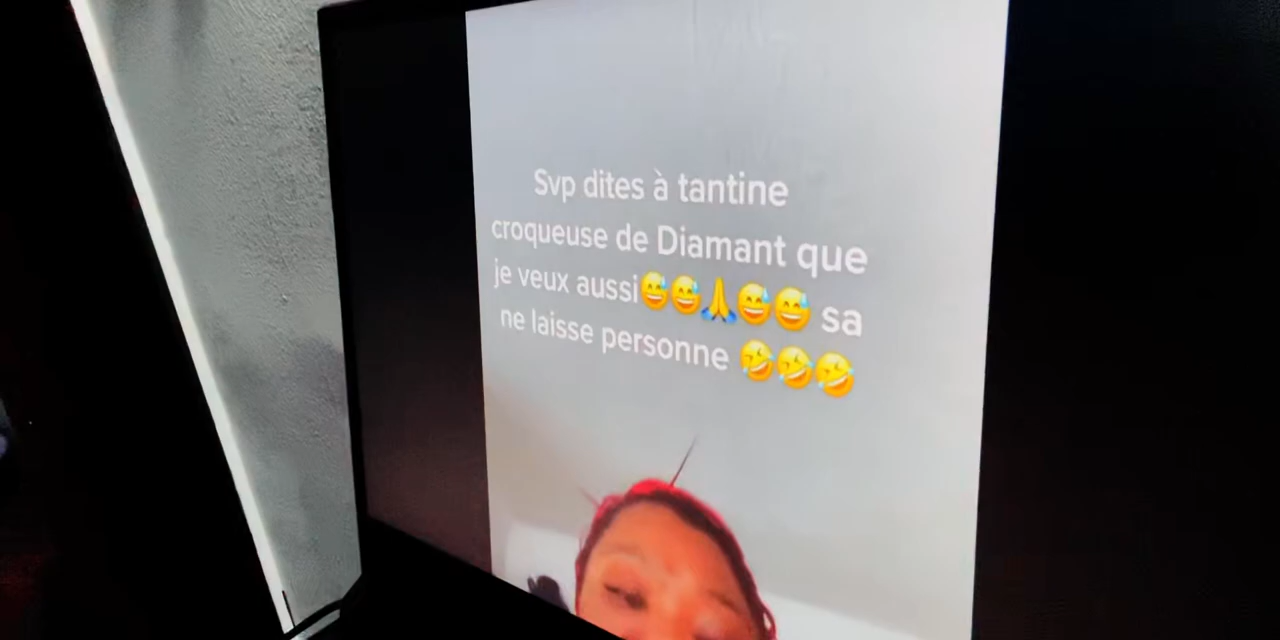 Svp dites à tantine
croqueuse de Diamant que
je veux aussi😅😅🙏😅😅 sa
ne laisse personne 🤣🤣🤣